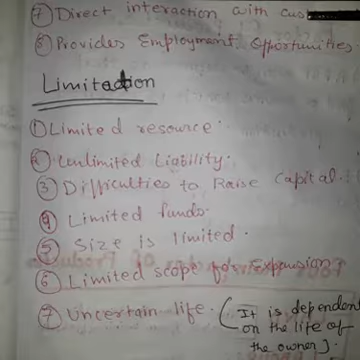 ⑦ Direct interaction with cus
⑧ Provides Employment Opportunities
Limitation
① Limited resource.
② Unlimited Liability.
③ Difficulties to Raise Capital.
④ Limited funds.
⑤ Size is limited.
⑥ Limited scope for Expansion.
⑦ Uncertain life. (It is dependent
on the life of
the owner).